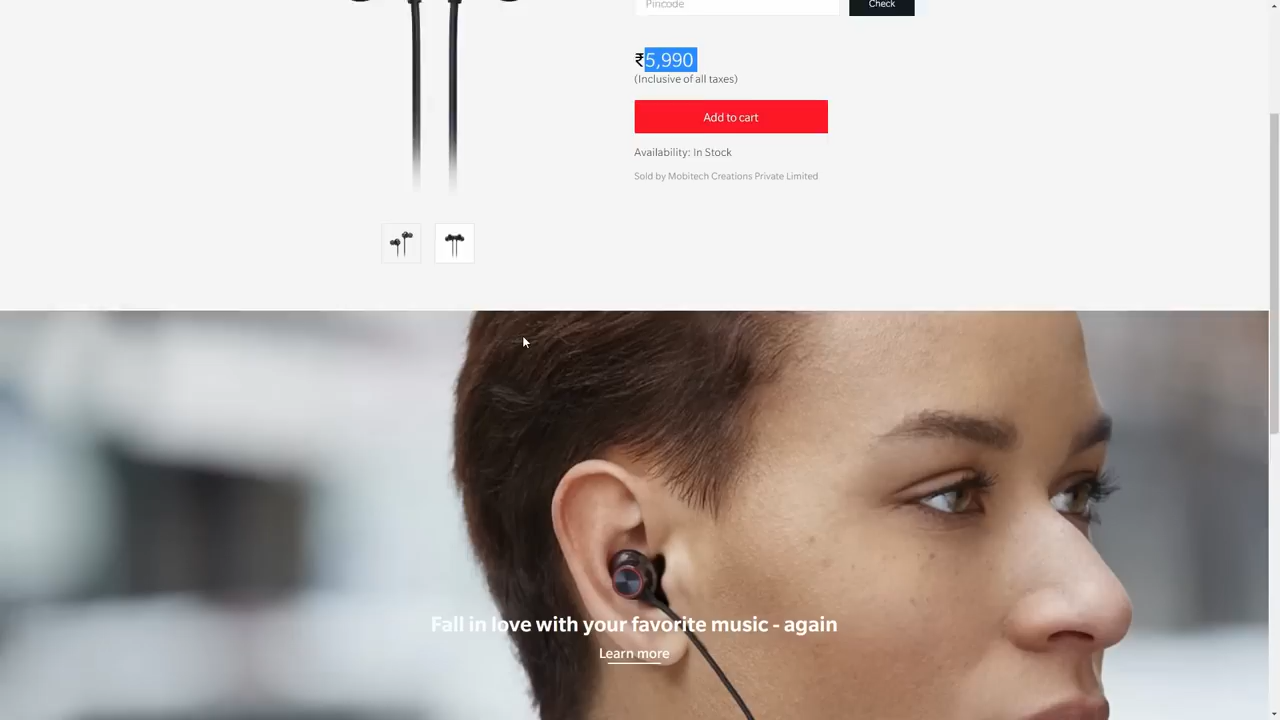 Pincode
Check
₹5,990
(Inclusive of all taxes)
Add to cart
Availability: In Stock
Sold by Mobitech Creations Private Limited
Fall in love with your favorite music - again
Learn more